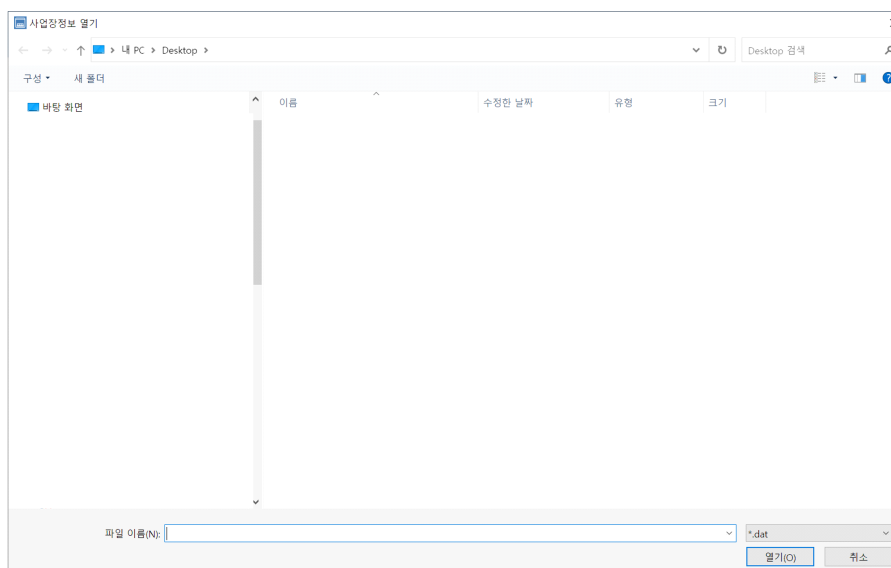 사업장정보 열기
내 PC > Desktop >
Desktop 검색
구성
새 폴더
바탕 화면
이름 수정한 날짜 유형 크기
파일 이름(N):
*.dat
열기(O) 취소